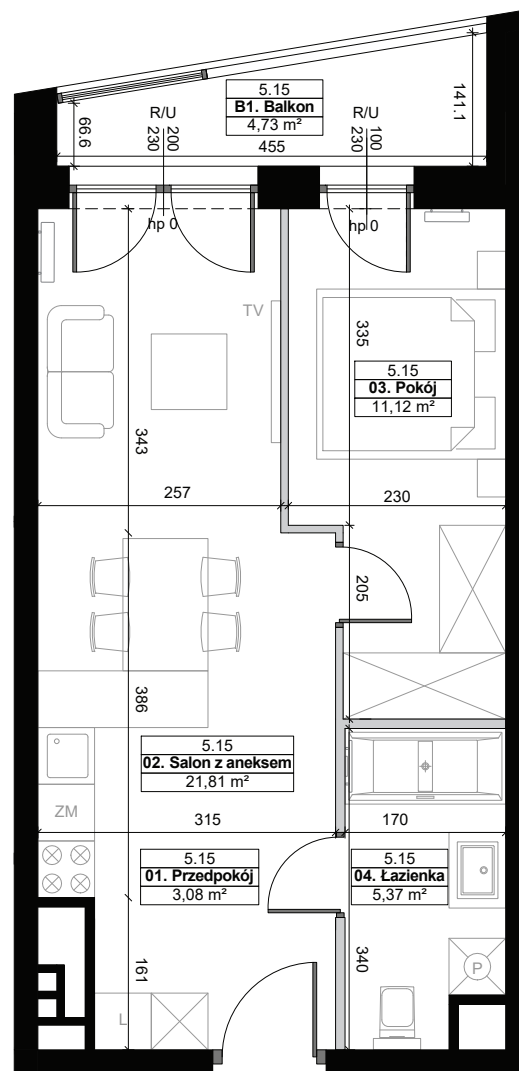 5.15
B1. Balkon
4,73 m²
141.1
66.6
R/U
200
230
R/U
100
230
455
hp 0
hp 0
TV
335
5.15
03. Pokój
11,12 m²
343
257
230
205
386
5.15
02. Salon z aneksem
21,81 m²
ZM
315
170
5.15
01. Przedpokój
3,08 m²
5.15
04. Łazienka
5,37 m²
161
340
P
L